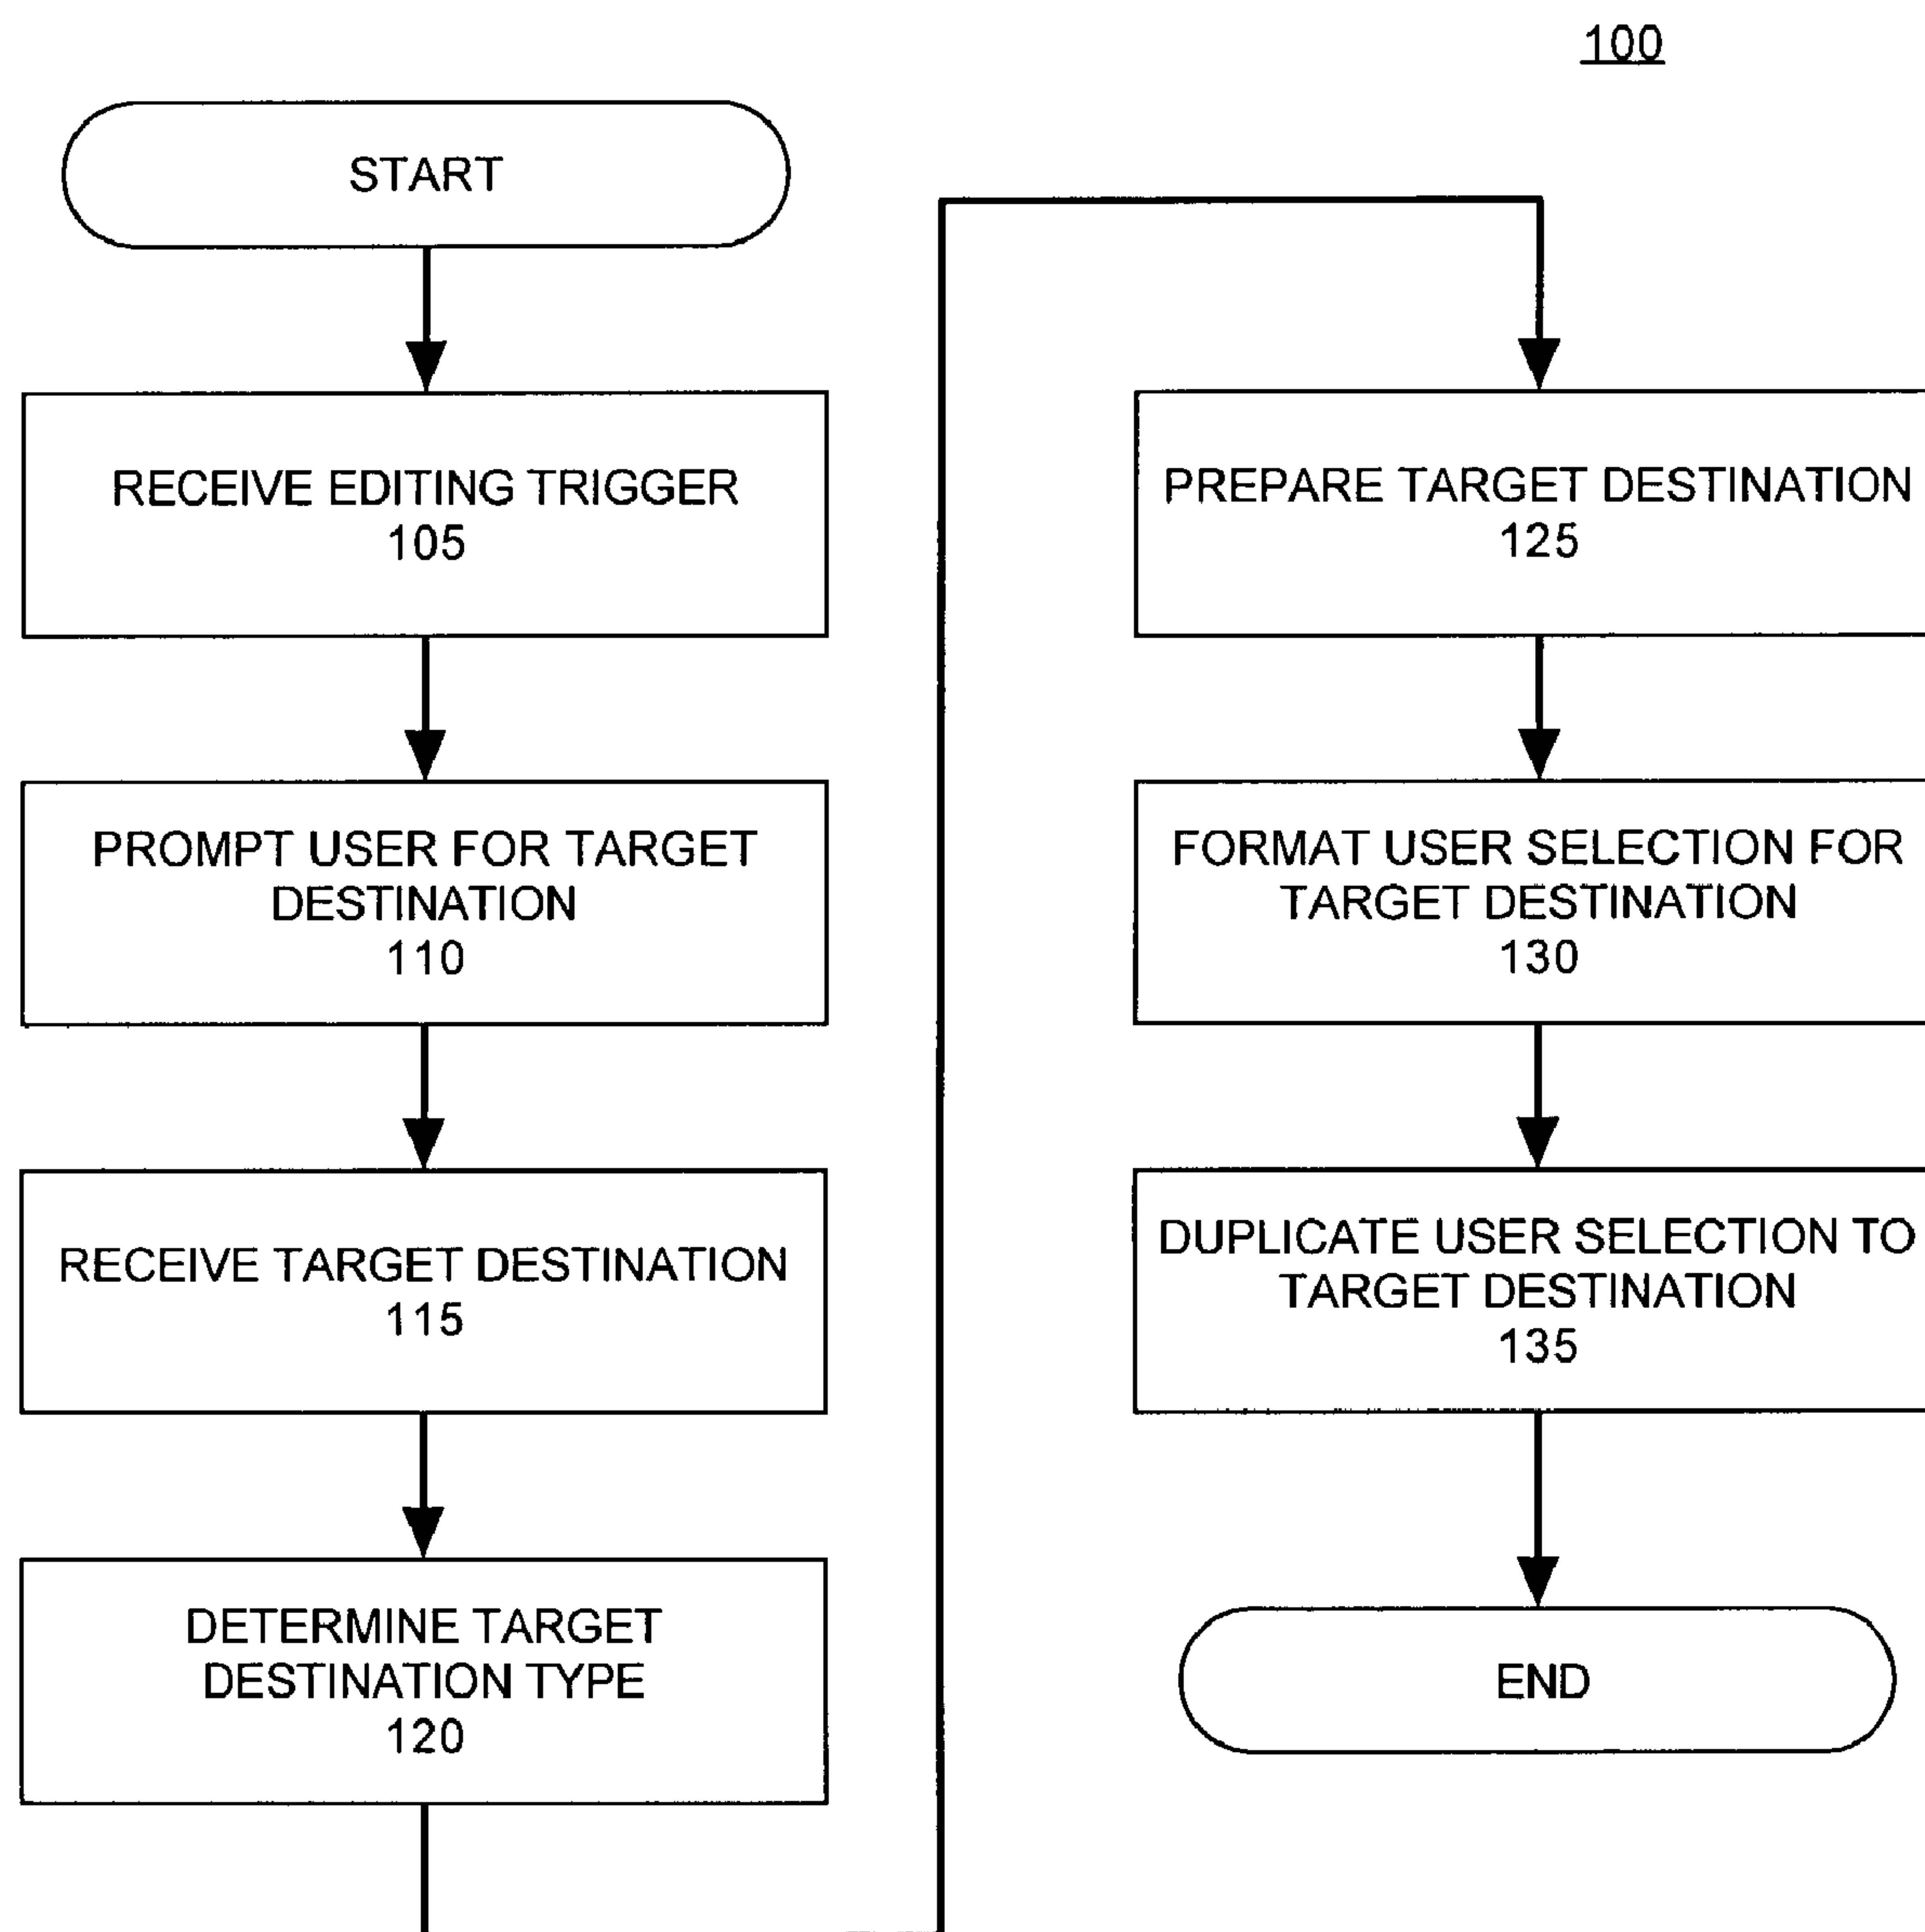 100
START
RECEIVE EDITING TRIGGER
105
PROMPT USER FOR TARGET
DESTINATION
110
RECEIVE TARGET DESTINATION
115
DETERMINE TARGET
DESTINATION TYPE
120
PREPARE TARGET DESTINATION
125
FORMAT USER SELECTION FOR
TARGET DESTINATION
130
DUPLICATE USER SELECTION TO
TARGET DESTINATION
135
END